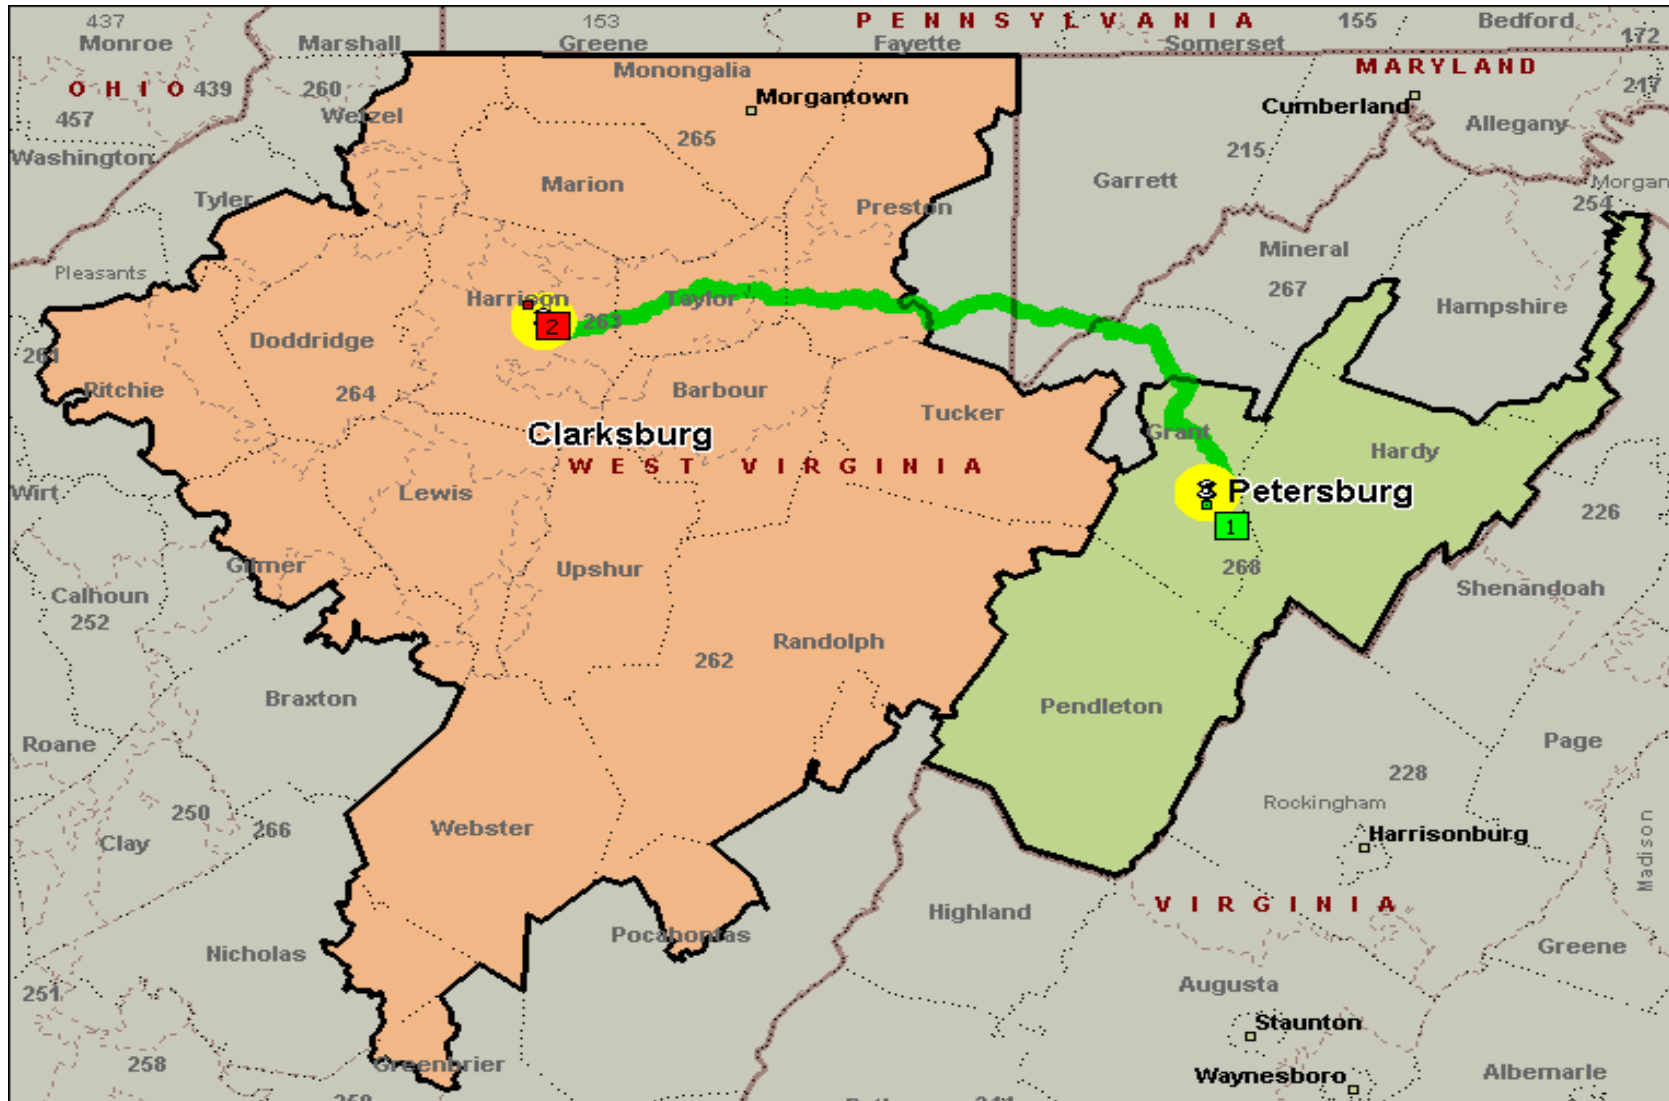 437
153
PENNSYLVANIA
155
Bedford
Monroe
Marshall
Greene
Fayette
Somerset
172
OHIO
439
260
Monongalia
MARYLAND
217
Wetzel
Morgantown
Cumberland
457
265
215
Allegany
Washington
Marion
Garrett
Morgan
Tyler
Preston
254
Pleasants
Mineral
Harrison
Taylor
267
Hampshire
2
263
261
Doddridge
Ritchie
264
Barbour
Tucker
Clarksburg
Grant
Hardy
WEST VIRGINIA
Wirt
Lewis
Petersburg
226
1
Gilmer
Upshur
268
Calhoun
Shenandoah
252
Randolph
262
Braxton
Pendleton
Roane
Page
228
250
266
Webster
Rockingham
Clay
Harrisonburg
Madison
Highland
VIRGINIA
Pocahontas
Nicholas
Greene
251
Augusta
Staunton
258
Greenbrier
Waynesboro
Albemarle